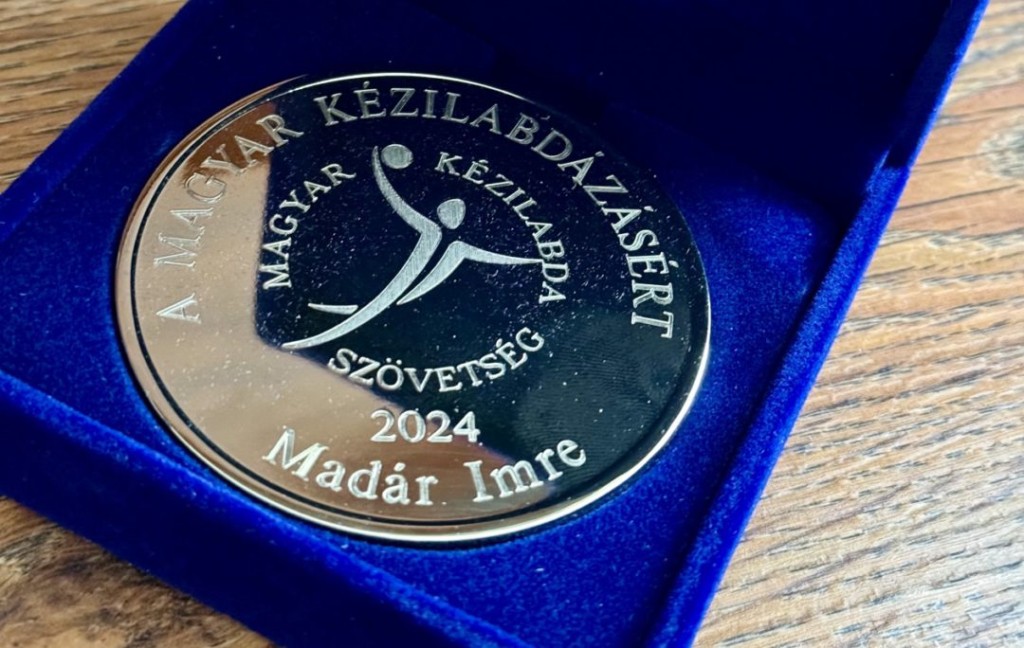 A MAGYAR KÉZILABDÁZÁSÉRT
MAGYAR KÉZILABDA
SZÖVETSÉG
2024
Madár Imre